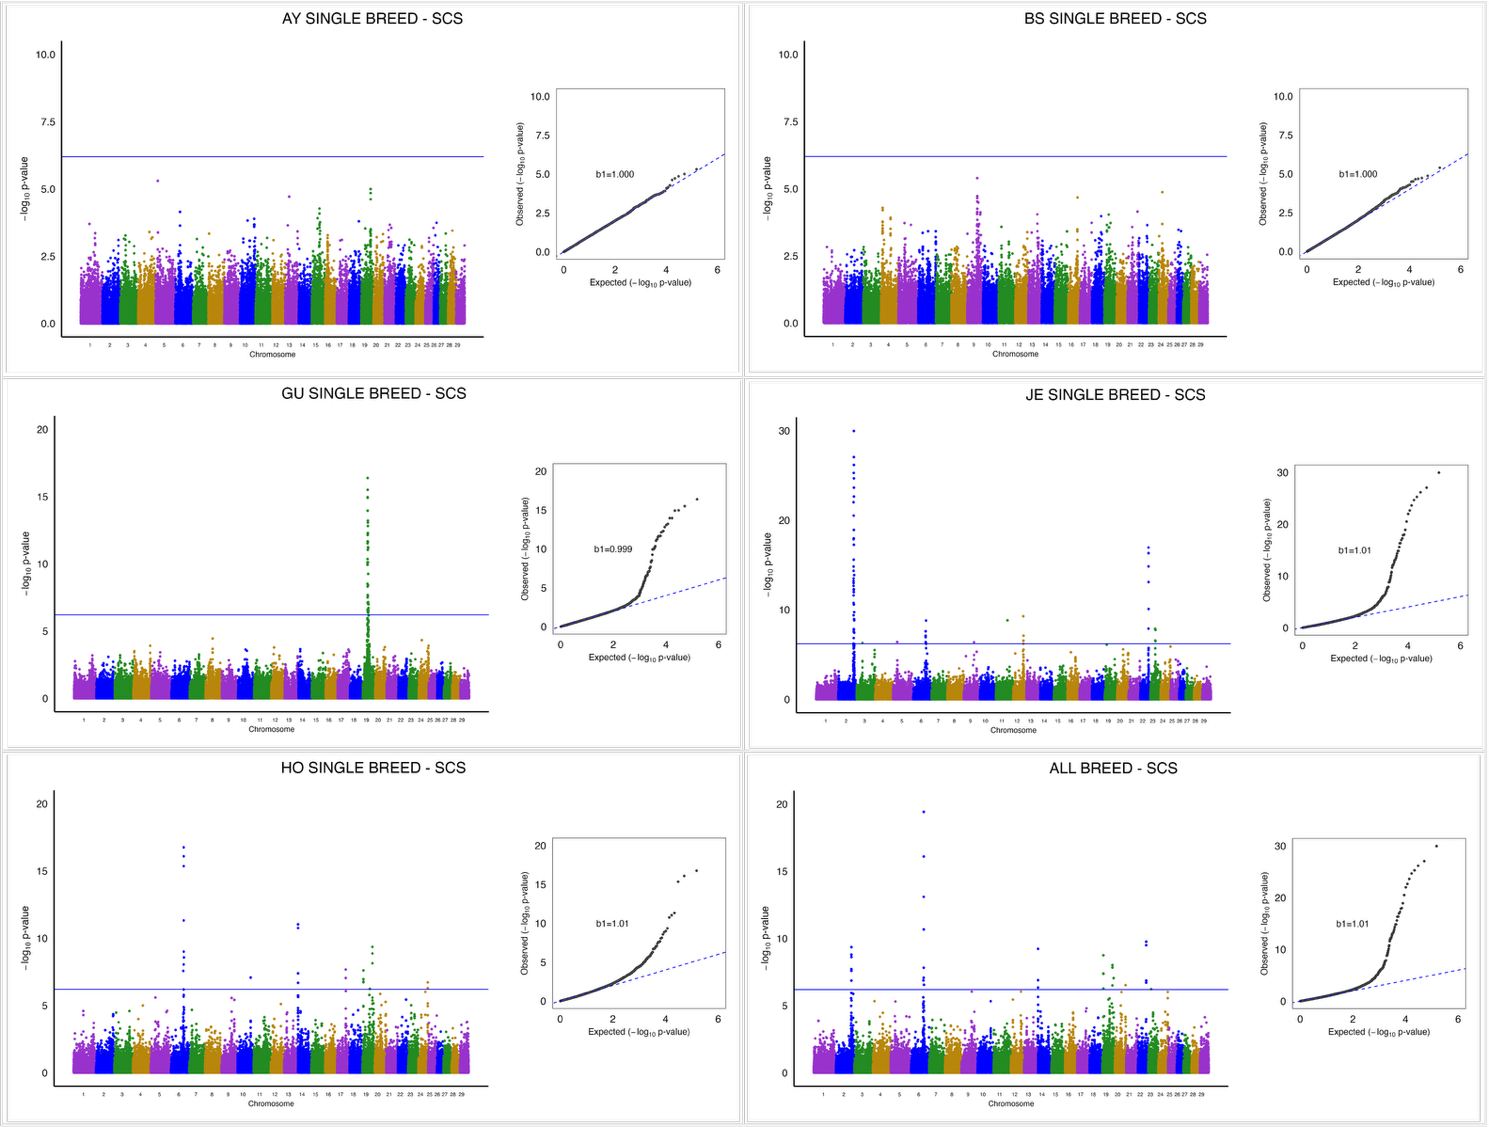 AY SINGLE BREED - SCS
10.0
7.5
5.0
2.5
0.0
− log10 p-value
1 2 3 4 5 6 7 8 9 10 11 12 13 14 15 16 17 18 19 20 21 22 23 24 25 26 27 28 29
Chromosome
10.0
7.5
5.0
2.5
0.0
Observed (− log10 p-value)
b1=1.000
0 2 4 6
Expected (− log10 p-value)
BS SINGLE BREED - SCS
10.0
7.5
5.0
2.5
0.0
− log10 p-value
1 2 3 4 5 6 7 8 9 10 11 12 13 14 15 16 17 18 19 20 21 22 23 24 25 26 27 28 29
Chromosome
10.0
7.5
5.0
2.5
0.0
Observed (− log10 p-value)
b1=1.000
0 2 4 6
Expected (− log10 p-value)
GU SINGLE BREED - SCS
20
15
10
5
0
− log10 p-value
1 2 3 4 5 6 7 8 9 10 11 12 13 14 15 16 17 18 19 20 21 22 23 24 25 26 27 28 29
Chromosome
20
15
10
5
0
Observed (− log10 p-value)
b1=0.999
0 2 4 6
Expected (− log10 p-value)
JE SINGLE BREED - SCS
30
20
10
0
− log10 p-value
1 2 3 4 5 6 7 8 9 10 11 12 13 14 15 16 17 18 19 20 21 22 23 24 25 26 27 28 29
Chromosome
30
20
10
0
Observed (− log10 p-value)
b1=1.01
0 2 4 6
Expected (− log10 p-value)
HO SINGLE BREED - SCS
20
15
10
5
0
− log10 p-value
1 2 3 4 5 6 7 8 9 10 11 12 13 14 15 16 17 18 19 20 21 22 23 24 25 26 27 28 29
Chromosome
20
15
10
5
0
Observed (− log10 p-value)
b1=1.01
0 2 4 6
Expected (− log10 p-value)
ALL BREED - SCS
20
15
10
5
0
− log10 p-value
1 2 3 4 5 6 7 8 9 10 11 12 13 14 15 16 17 18 19 20 21 22 23 24 25 26 27 28 29
Chromosome
30
20
10
0
Observed (− log10 p-value)
b1=1.01
0 2 4 6
Expected (− log10 p-value)